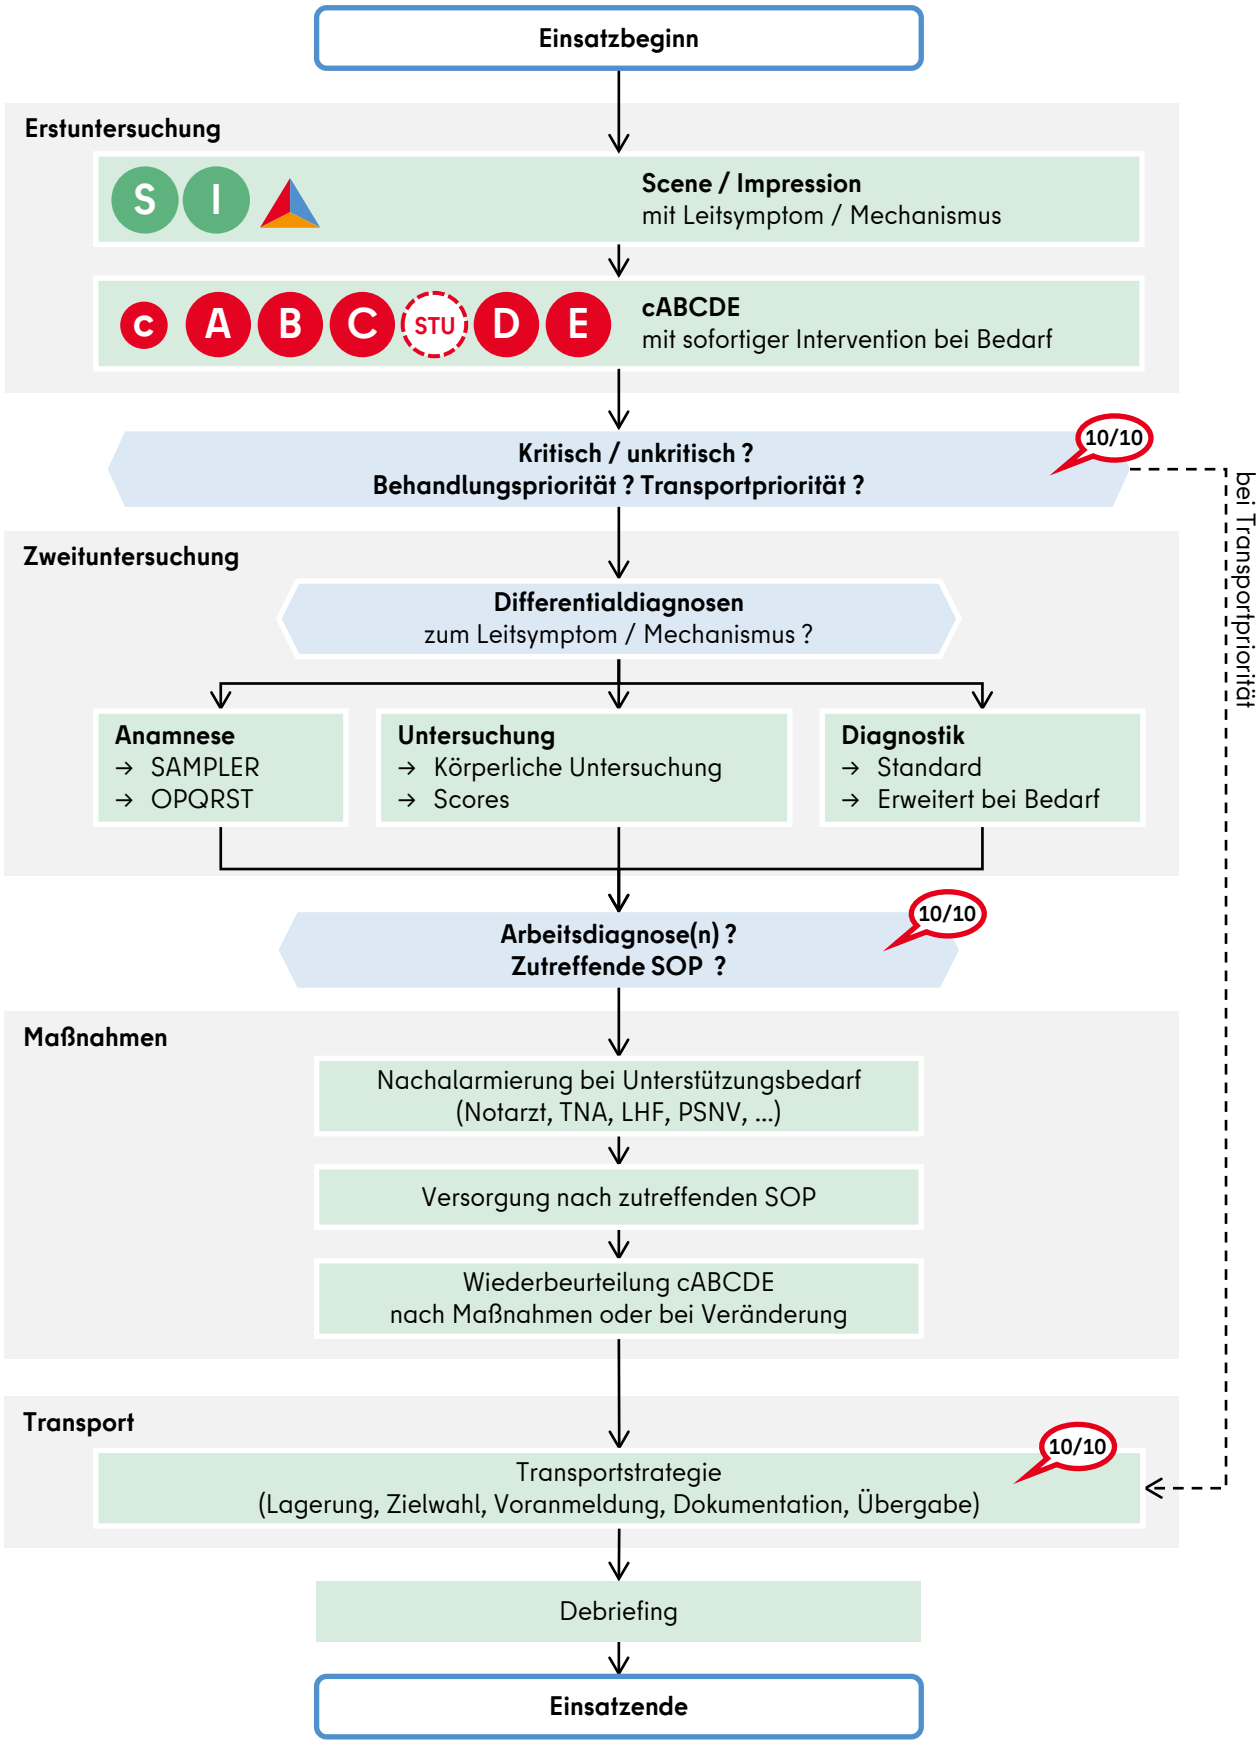 Einsatzbeginn
Erstuntersuchung
S I
Scene / Impression
mit Leitsymptom / Mechanismus
c A B C STU D E
cABCDE
mit sofortiger Intervention bei Bedarf
Kritisch / unkritisch ?
Behandlungspriorität ? Transportpriorität ?
10/10
bei Transportpriorität
Zweituntersuchung
Differentialdiagnosen
zum Leitsymptom / Mechanismus ?
Anamnese
→ SAMPLER
→ OPQRST
Untersuchung
→ Körperliche Untersuchung
→ Scores
Diagnostik
→ Standard
→ Erweitert bei Bedarf
Arbeitsdiagnose(n) ?
Zutreffende SOP ?
10/10
Maßnahmen
Nachalarmierung bei Unterstützungsbedarf
(Notarzt, TNA, LHF, PSNV, ...)
Versorgung nach zutreffenden SOP
Wiederbeurteilung cABCDE
nach Maßnahmen oder bei Veränderung
Transport
10/10
Transportstrategie
(Lagerung, Zielwahl, Voranmeldung, Dokumentation, Übergabe)
Debriefing
Einsatzende